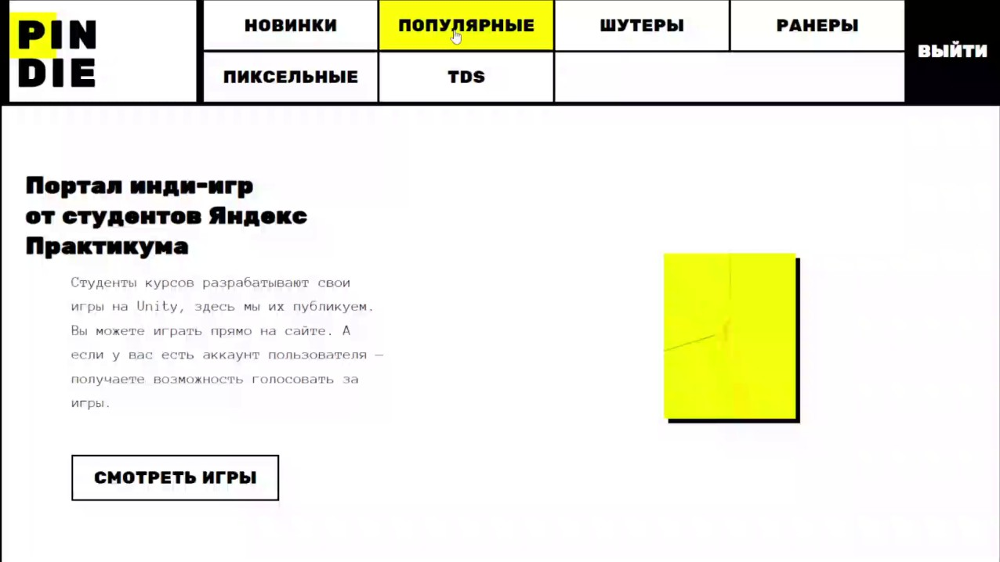 PIN
DIE
НОВИНКИ
ПОПУЛЯРНЫЕ
ШУТЕРЫ
РАНЕРЫ
ВЫЙТИ
ПИКСЕЛЬНЫЕ
TDS
Портал инди-игр
от студентов Яндекс
Практикума
Студенты курсов разрабатывают свои
игры на Unity, здесь мы их публикуем.
Вы можете играть прямо на сайте. А
если у вас есть аккаунт пользователя —
получаете возможность голосовать за
игры.
СМОТРЕТЬ ИГРЫ